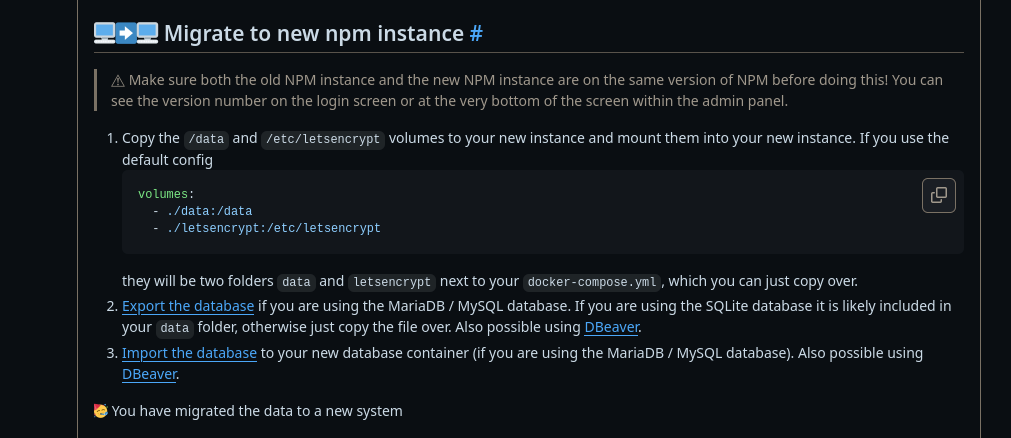 Migrate to new npm instance #
⚠ Make sure both the old NPM instance and the new NPM instance are on the same version of NPM before doing this! You can
see the version number on the login screen or at the very bottom of the screen within the admin panel.
1. Copy the /data and /etc/letsencrypt volumes to your new instance and mount them into your new instance. If you use the
default config
volumes:
  - ./data:/data
  - ./letsencrypt:/etc/letsencrypt
they will be two folders data and letsencrypt next to your docker-compose.yml, which you can just copy over.
2. Export the database if you are using the MariaDB / MySQL database. If you are using the SQLite database it is likely included in
your data folder, otherwise just copy the file over. Also possible using DBeaver.
3. Import the database to your new database container (if you are using the MariaDB / MySQL database). Also possible using
DBeaver.
🥳 You have migrated the data to a new system